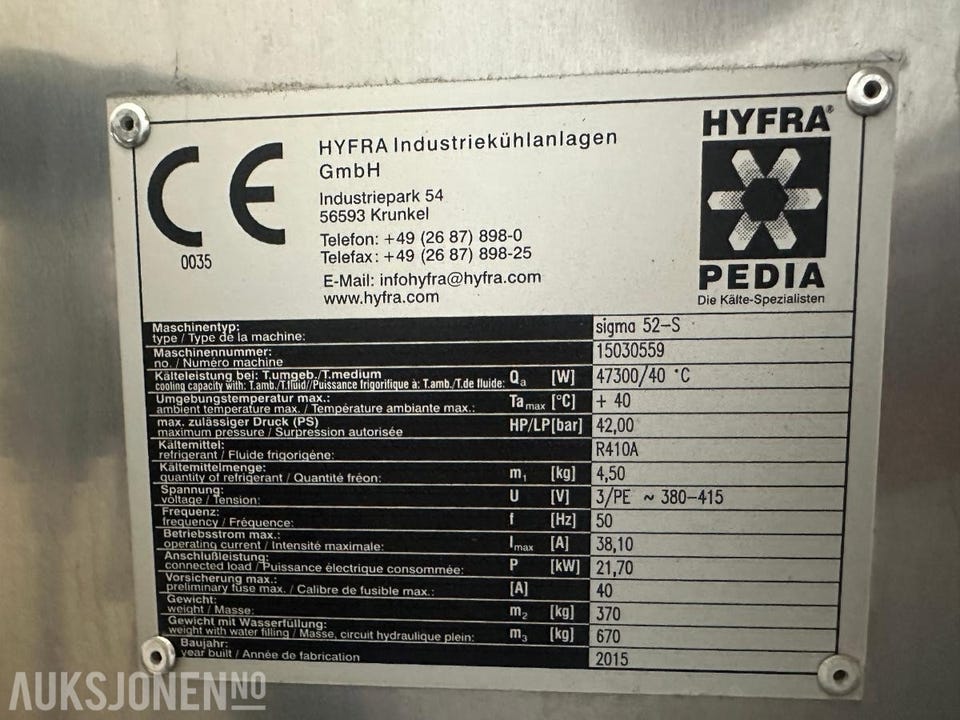 CE
0035
HYFRA Industriekühlanlagen
GmbH
Industriepark 54
56593 Krunkel
Telefon: +49 (26 87) 898-0
Telefax: +49 (26 87) 898-25
E-Mail: infohyfra@hyfra.com
www.hyfra.com
HYFRA®
PEDIA
Die Kälte-Spezialisten
Maschinentyp: sigma 52-S
type / Type de la machine:
Maschinennummer: 15030559
no. / Numéro machine
Kälteleistung bei: T.umgeb./T.medium Qa [W] 47300/40 °C
cooling capacity with: T.amb./T.fluid//Puissance frigorifique à: T.amb./T.de fluide:
Umgebungstemperatur max.: Ta max [°C] + 40
ambient temperature max. / Température ambiante max.:
max. zulässiger Druck (PS) HP/LP[bar] 42,00
maximum pressure / Surpression autorisée
Kältemittel: R410A
refrigerant / Fluide frigorigéne:
Kältemittelmenge: m1 [kg] 4,50
quantity of refrigerant / Quantité fréon:
Spannung: U [V] 3/PE ~ 380-415
voltage / Tension:
Frequenz: f [Hz] 50
frequency / Fréquence:
Betriebsstrom max.: Imax [A] 38,10
operating current / Intensité maximale:
Anschlußleistung: P [kW] 21,70
connected load / Puissance électrique consommée:
Vorsicherung max.: [A] 40
preliminary fuse max. / Calibre de fusible max.:
Gewicht: m2 [kg] 370
weight / Masse:
Gewicht mit Wasserfüllung: m3 [kg] 670
weight with water filling / Masse, circuit hydraulique plein:
Baujahr: 2015
year built / Année de fabrication
AUKSJONEN NO